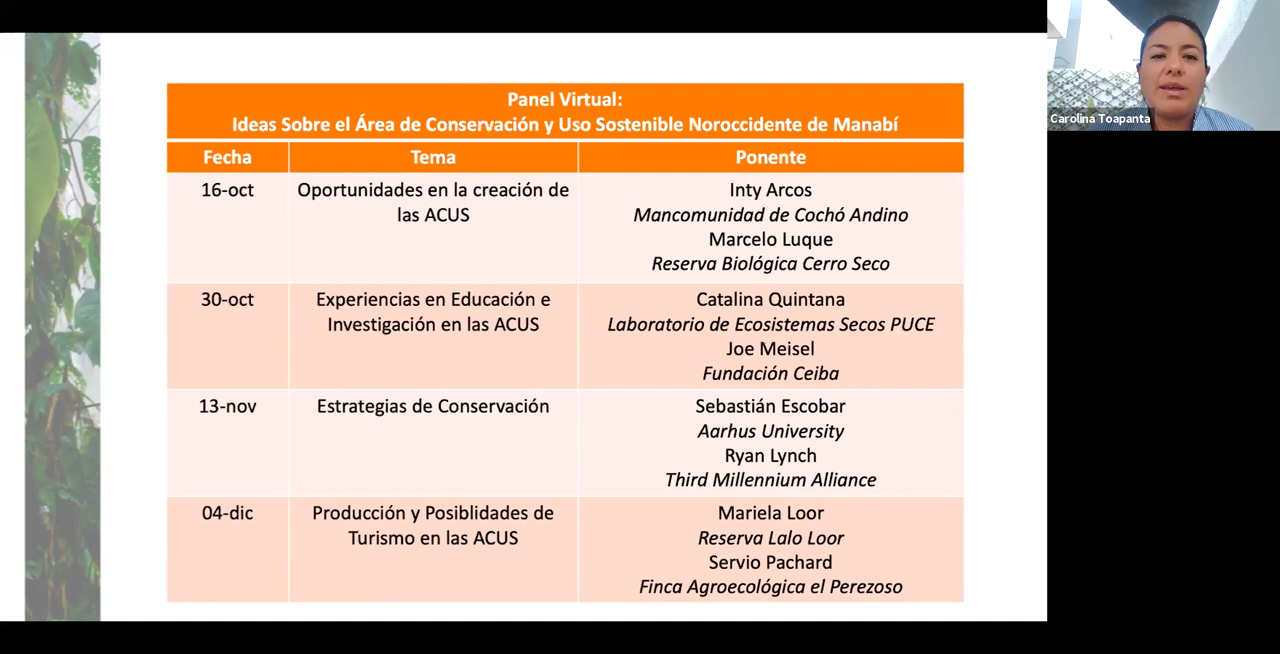 Panel Virtual:
Ideas Sobre el Área de Conservación y Uso Sostenible Noroccidente de Manabí
Fecha
Tema
Ponente
16-oct
Oportunidades en la creación de
las ACUS
Inty Arcos
Mancomunidad de Cochó Andino
Marcelo Luque
Reserva Biológica Cerro Seco
30-oct
Experiencias en Educación e
Investigación en las ACUS
Catalina Quintana
Laboratorio de Ecosistemas Secos PUCE
Joe Meisel
Fundación Ceiba
13-nov
Estrategias de Conservación
Sebastián Escobar
Aarhus University
Ryan Lynch
Third Millennium Alliance
04-dic
Producción y Posiblidades de
Turismo en las ACUS
Mariela Loor
Reserva Lalo Loor
Servio Pachard
Finca Agroecológica el Perezoso
Carolina Toapanta